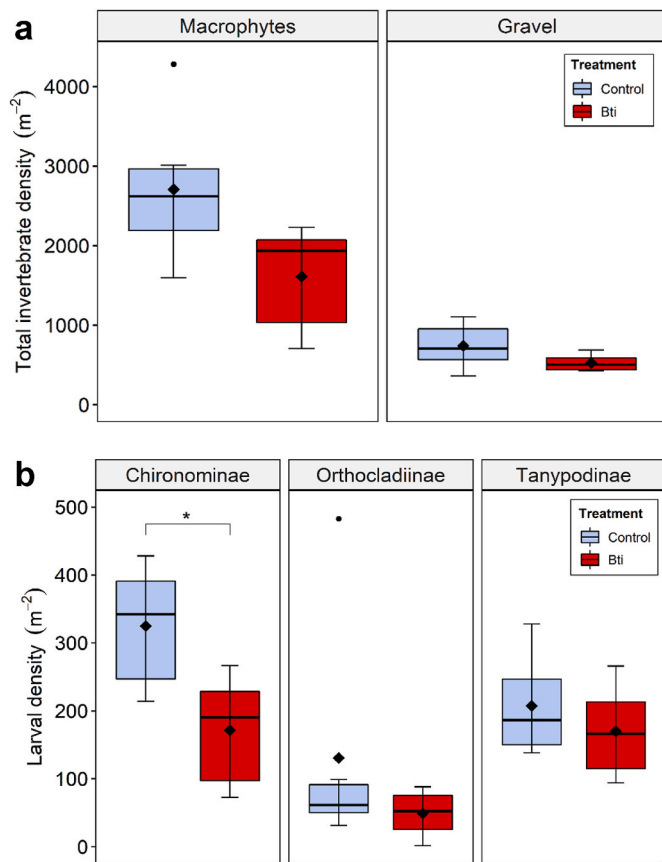 a
Macrophytes
Gravel
Total invertebrate density (m⁻²)
4000
3000
2000
1000
0
Treatment
Control
Bti
b
Chironominae
Orthocladiinae
Tanypodinae
Larval density (m⁻²)
500
400
300
200
100
0
*
Treatment
Control
Bti